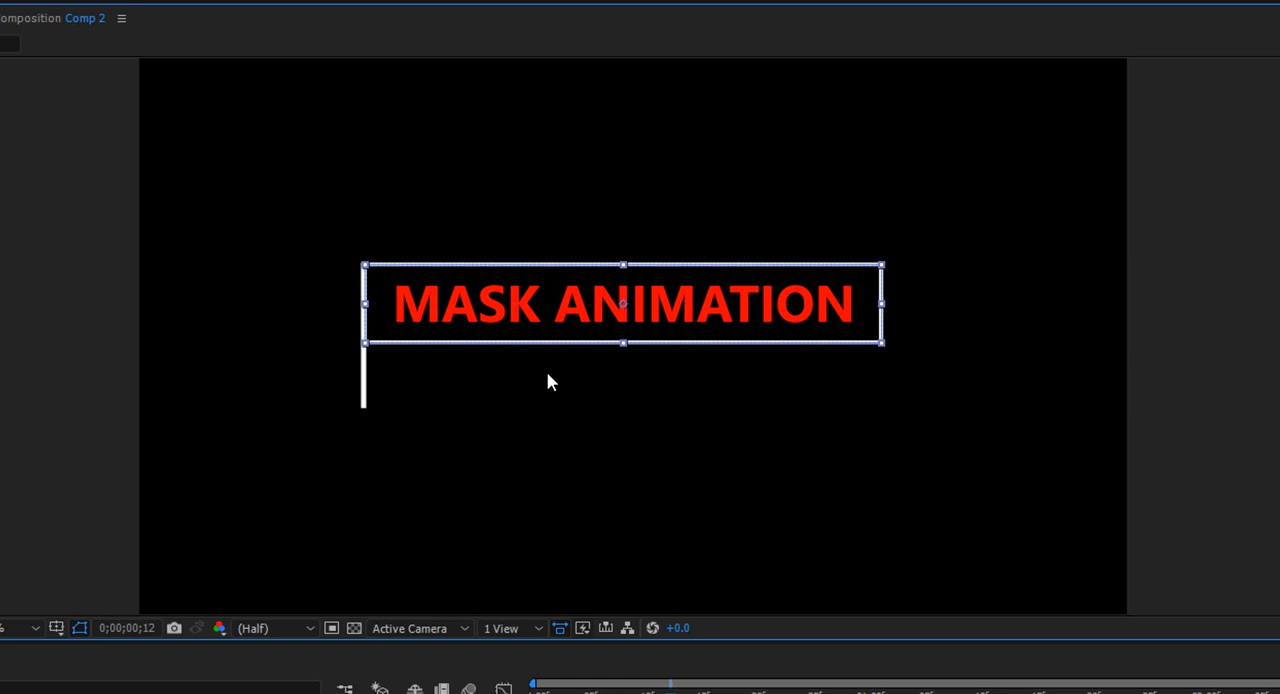 omposition Comp 2
MASK ANIMATION
% 0;00;00;12 (Half) Active Camera 1 View +0.0